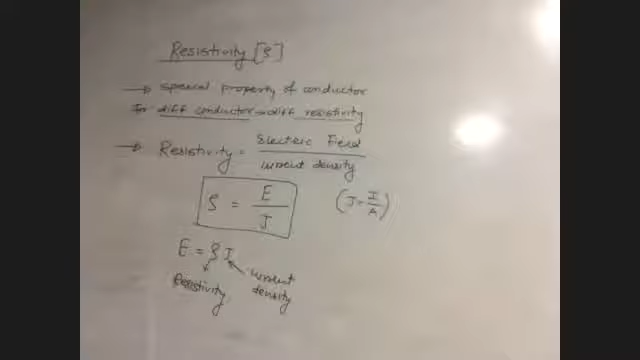 Resistivity [ρ]
→ special property of conductor
diff conductor → diff resistivity
→ Resistivity = Electric Field / current density
ρ = E / J (J = I / A)
E = ρ J
Resistivity current density